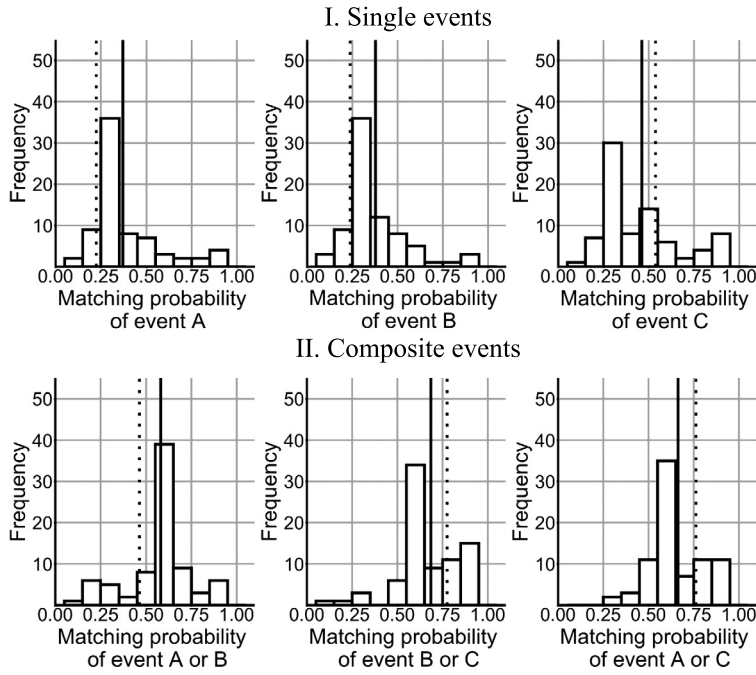 I. Single events
50
40
30
20
10
Frequency
0.00 0.25 0.50 0.75 1.00
Matching probability
of event A
50
40
30
20
10
Frequency
0.00 0.25 0.50 0.75 1.00
Matching probability
of event B
50
40
30
20
10
Frequency
0.00 0.25 0.50 0.75 1.00
Matching probability
of event C
II. Composite events
50
40
30
20
10
Frequency
0.00 0.25 0.50 0.75 1.00
Matching probability
of event A or B
50
40
30
20
10
Frequency
0.00 0.25 0.50 0.75 1.00
Matching probability
of event B or C
50
40
30
20
10
Frequency
0.00 0.25 0.50 0.75 1.00
Matching probability
of event A or C